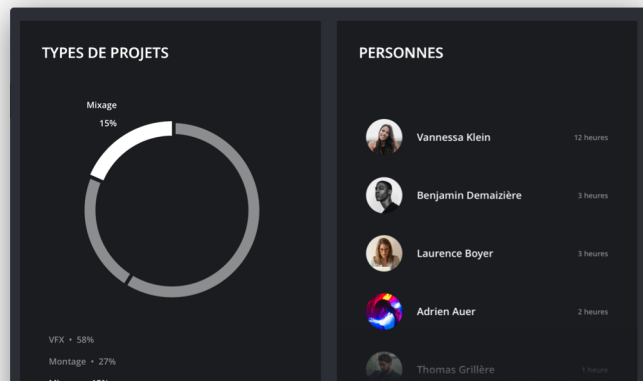 TYPES DE PROJETS
Mixage
15%
VFX • 58%
Montage • 27%
PERSONNES
Vannessa Klein
12 heures
Benjamin Demaizière
3 heures
Laurence Boyer
3 heures
Adrien Auer
2 heures
Thomas Grillère
1 heure